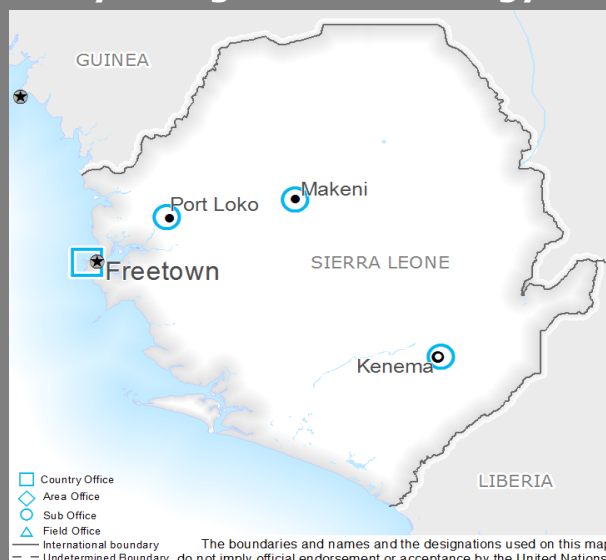 GUINEA
Makeni
Port Loko
SIERRA LEONE
Freetown
Kenema
LIBERIA
Country Office
Area Office
Sub Office
Field Office
International boundary
The boundaries and names and the designations used on this map
do not imply official endorsement or acceptance by the United Nations